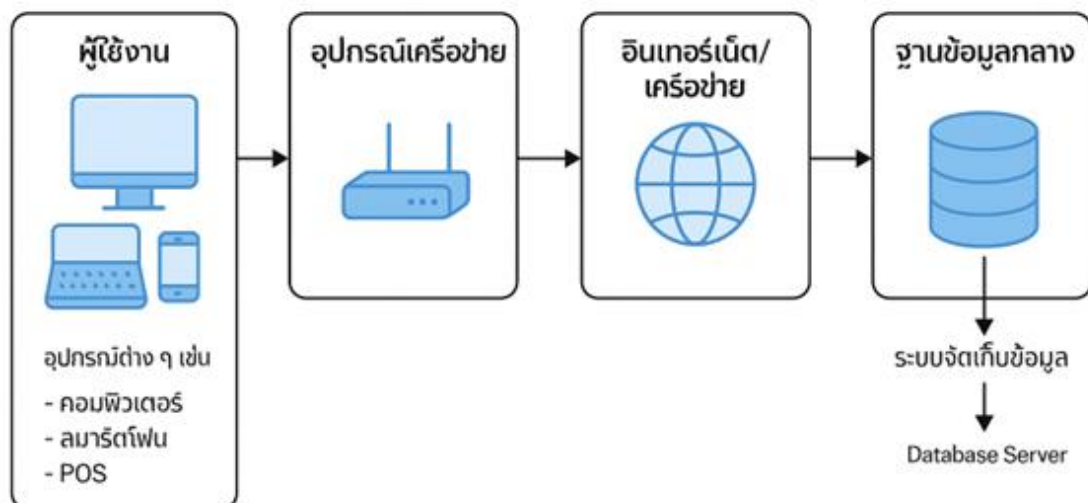 ผู้ใช้งาน
อุปกรณ์ต่าง ๆ เช่น
- คอมพิวเตอร์
- ลมาริตโฟน
- POS
อุปกรณ์เครือข่าย
อินเทอร์เน็ต/
เครือข่าย
ฐานข้อมูลกลาง
ระบบจัดเก็บข้อมูล
Database Server